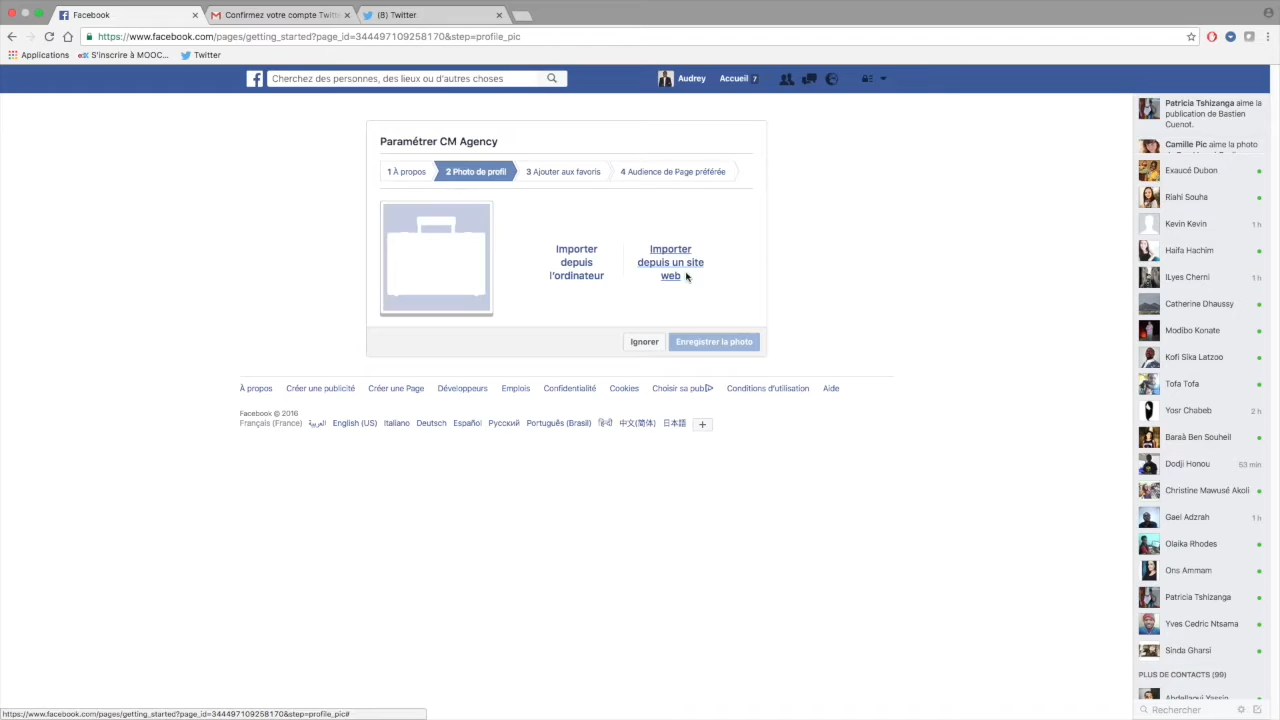 Facebook
Confirmez votre compte Twitt
(8) Twitter
https://www.facebook.com/pages/getting_started?page_id=344497109258170&step=profile_pic
Applications
S'inscrire à MOOC...
Twitter
Cherchez des personnes, des lieux ou d'autres choses
Audrey
Accueil 7
Paramétrer CM Agency
1 À propos
2 Photo de profil
3 Ajouter aux favoris
4 Audience de Page préférée
Importer
depuis
l'ordinateur
Importer
depuis un site
web
Ignorer
Enregistrer la photo
À propos
Créer une publicité
Créer une Page
Développeurs
Emplois
Confidentialité
Cookies
Choisir sa pub
Conditions d'utilisation
Aide
Facebook © 2016
Français (France)
العربية
English (US)
Italiano
Deutsch
Español
Русский
Português (Brasil)
हिन्दी
中文(简体)
日本語
+
Patricia Tshizanga aime la
publication de Bastien
Cuenot.
Camille Pic aime la photo
Exaucé Dubon
Riahi Souha
Kevin Kevin 1 h
Haifa Hachim
ILyes Cherni 1 h
Catherine Dhaussy
Modibo Konate
Kofi Sika Latzoo
Tofa Tofa
Yosr Chabeb 2 h
Baraà Ben Souheil
Dodji Honou 53 min
Christine Mawusé Akoli
Gael Adzrah 1 h
Olaika Rhodes
Ons Ammam
Patricia Tshizanga
Yves Cedric Ntsama
Sinda Gharsi
PLUS DE CONTACTS (99)
Abdellaoui Yassin
Rechercher
https://www.facebook.com/pages/getting_started?page_id=344497109258170&step=profile_pic#